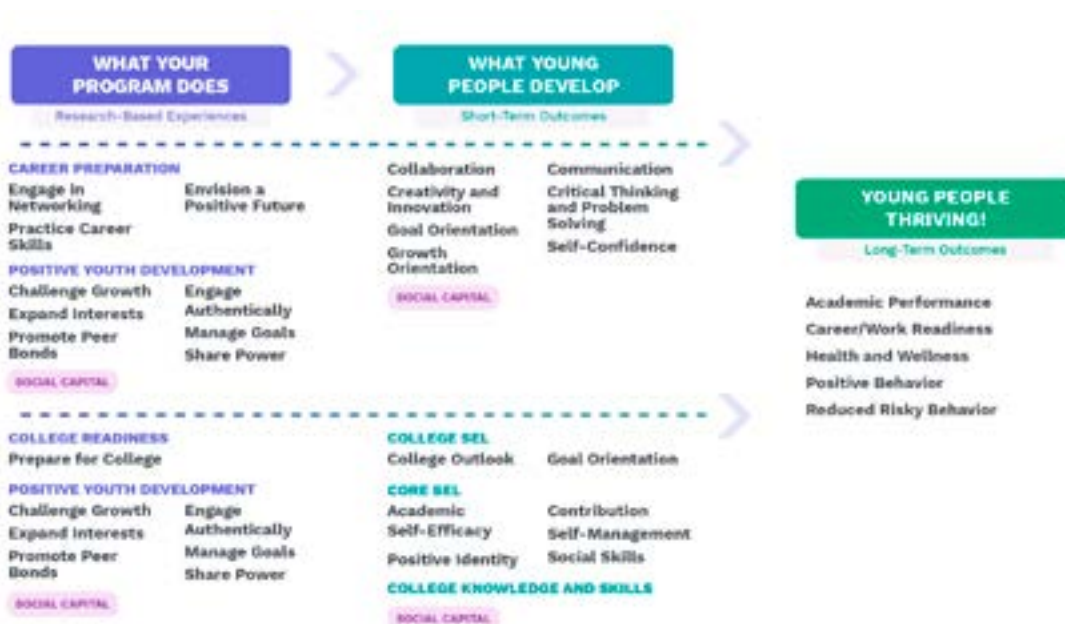 WHAT YOUR
PROGRAM DOES
Research-Based Experiences
WHAT YOUNG
PEOPLE DEVELOP
Short-Term Outcomes
CAREER PREPARATION
Engage in
Networking
Practice Career
Skills
Envision a
Positive Future
POSITIVE YOUTH DEVELOPMENT
Challenge Growth
Expand Interests
Promote Peer
Bonds
Engage
Authentically
Manage Goals
Share Power
SOCIAL CAPITAL
Collaboration
Creativity and
Innovation
Goal Orientation
Growth
Orientation
Communication
Critical Thinking
and Problem
Solving
Self-Confidence
SOCIAL CAPITAL
COLLEGE READINESS
Prepare for College
POSITIVE YOUTH DEVELOPMENT
Challenge Growth
Expand Interests
Promote Peer
Bonds
Engage
Authentically
Manage Goals
Share Power
SOCIAL CAPITAL
COLLEGE SEL
College Outlook
Goal Orientation
CORE SEL
Academic
Self-Efficacy
Positive Identity
Contribution
Self-Management
Social Skills
COLLEGE KNOWLEDGE AND SKILLS
SOCIAL CAPITAL
YOUNG PEOPLE
THRIVING!
Long-Term Outcomes
Academic Performance
Career/Work Readiness
Health and Wellness
Positive Behavior
Reduced Risky Behavior